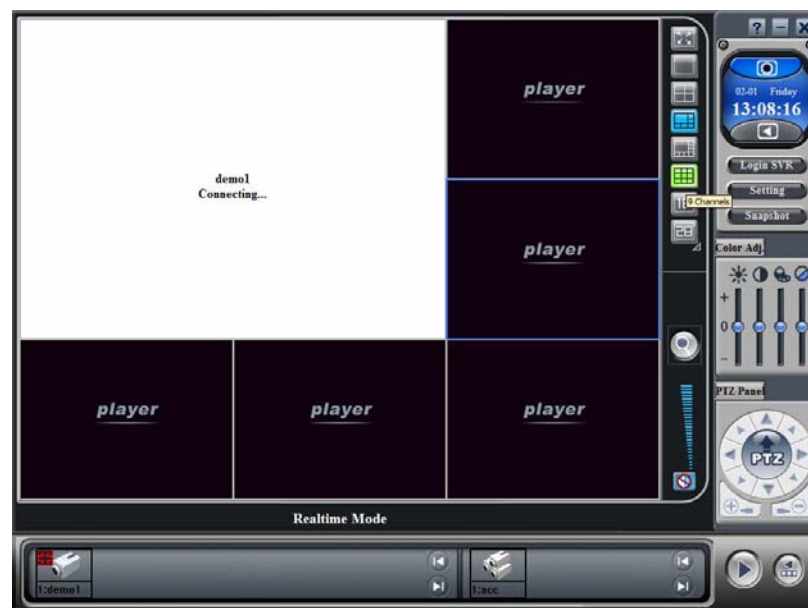 player
demo1
Connecting...
player
player
player
player
Realtime Mode
?
02-01 Friday
13:08:16
Login SVR
Setting
9 Channels
Snapshot
28
Color Adj.
+
0
-
PTZ Panel
PTZ
1:demo1
1:acc